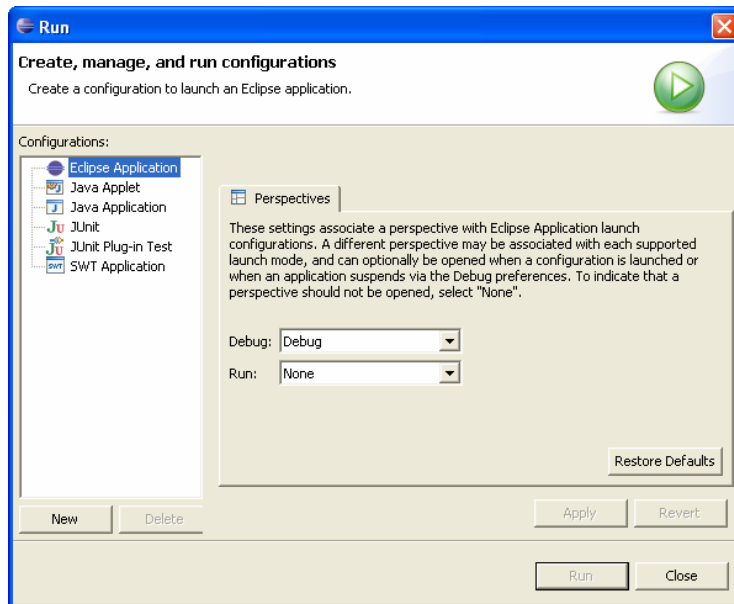 Run
Create, manage, and run configurations
Create a configuration to launch an Eclipse application.
Configurations:
Eclipse Application
Java Applet
Java Application
JUnit
JUnit Plug-in Test
SWT Application
Perspectives
These settings associate a perspective with Eclipse Application launch
configurations. A different perspective may be associated with each supported
launch mode, and can optionally be opened when a configuration is launched or
when an application suspends via the Debug preferences. To indicate that a
perspective should not be opened, select "None".
Debug: Debug
Run: None
Restore Defaults
New Delete
Apply Revert
Run Close